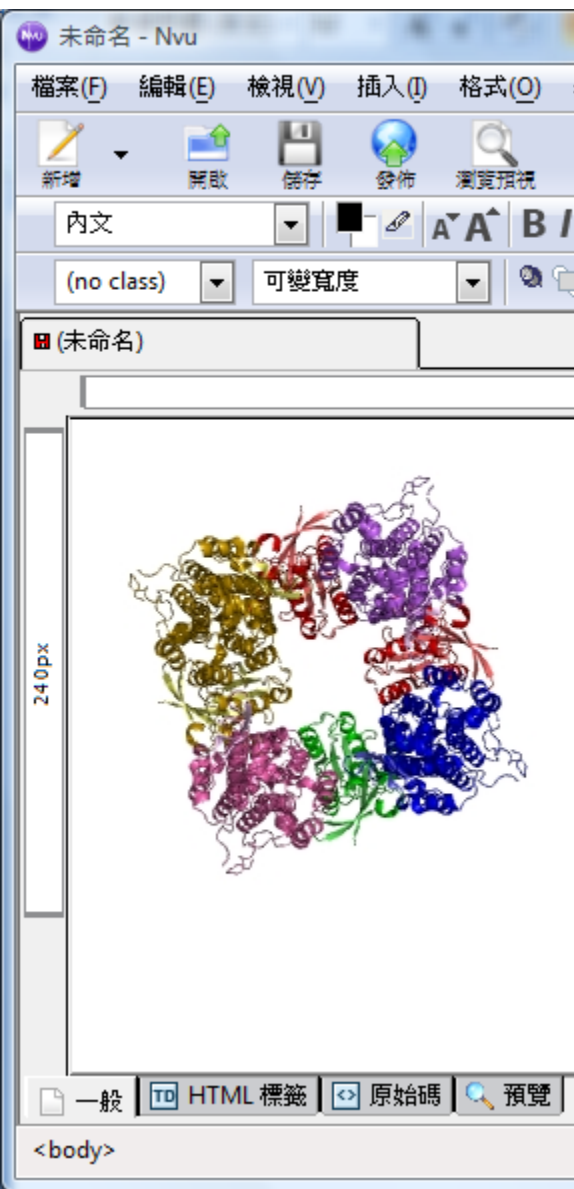 未命名 - Nvu
檔案(F) 編輯(E) 檢視(V) 插入(I) 格式(O)
新增 開啟 儲存 發佈 瀏覽預視
內文 A A B I
(no class) 可變寬度
(未命名)
240px
一般 TD HTML 標籤 原始碼 預覽
<body>